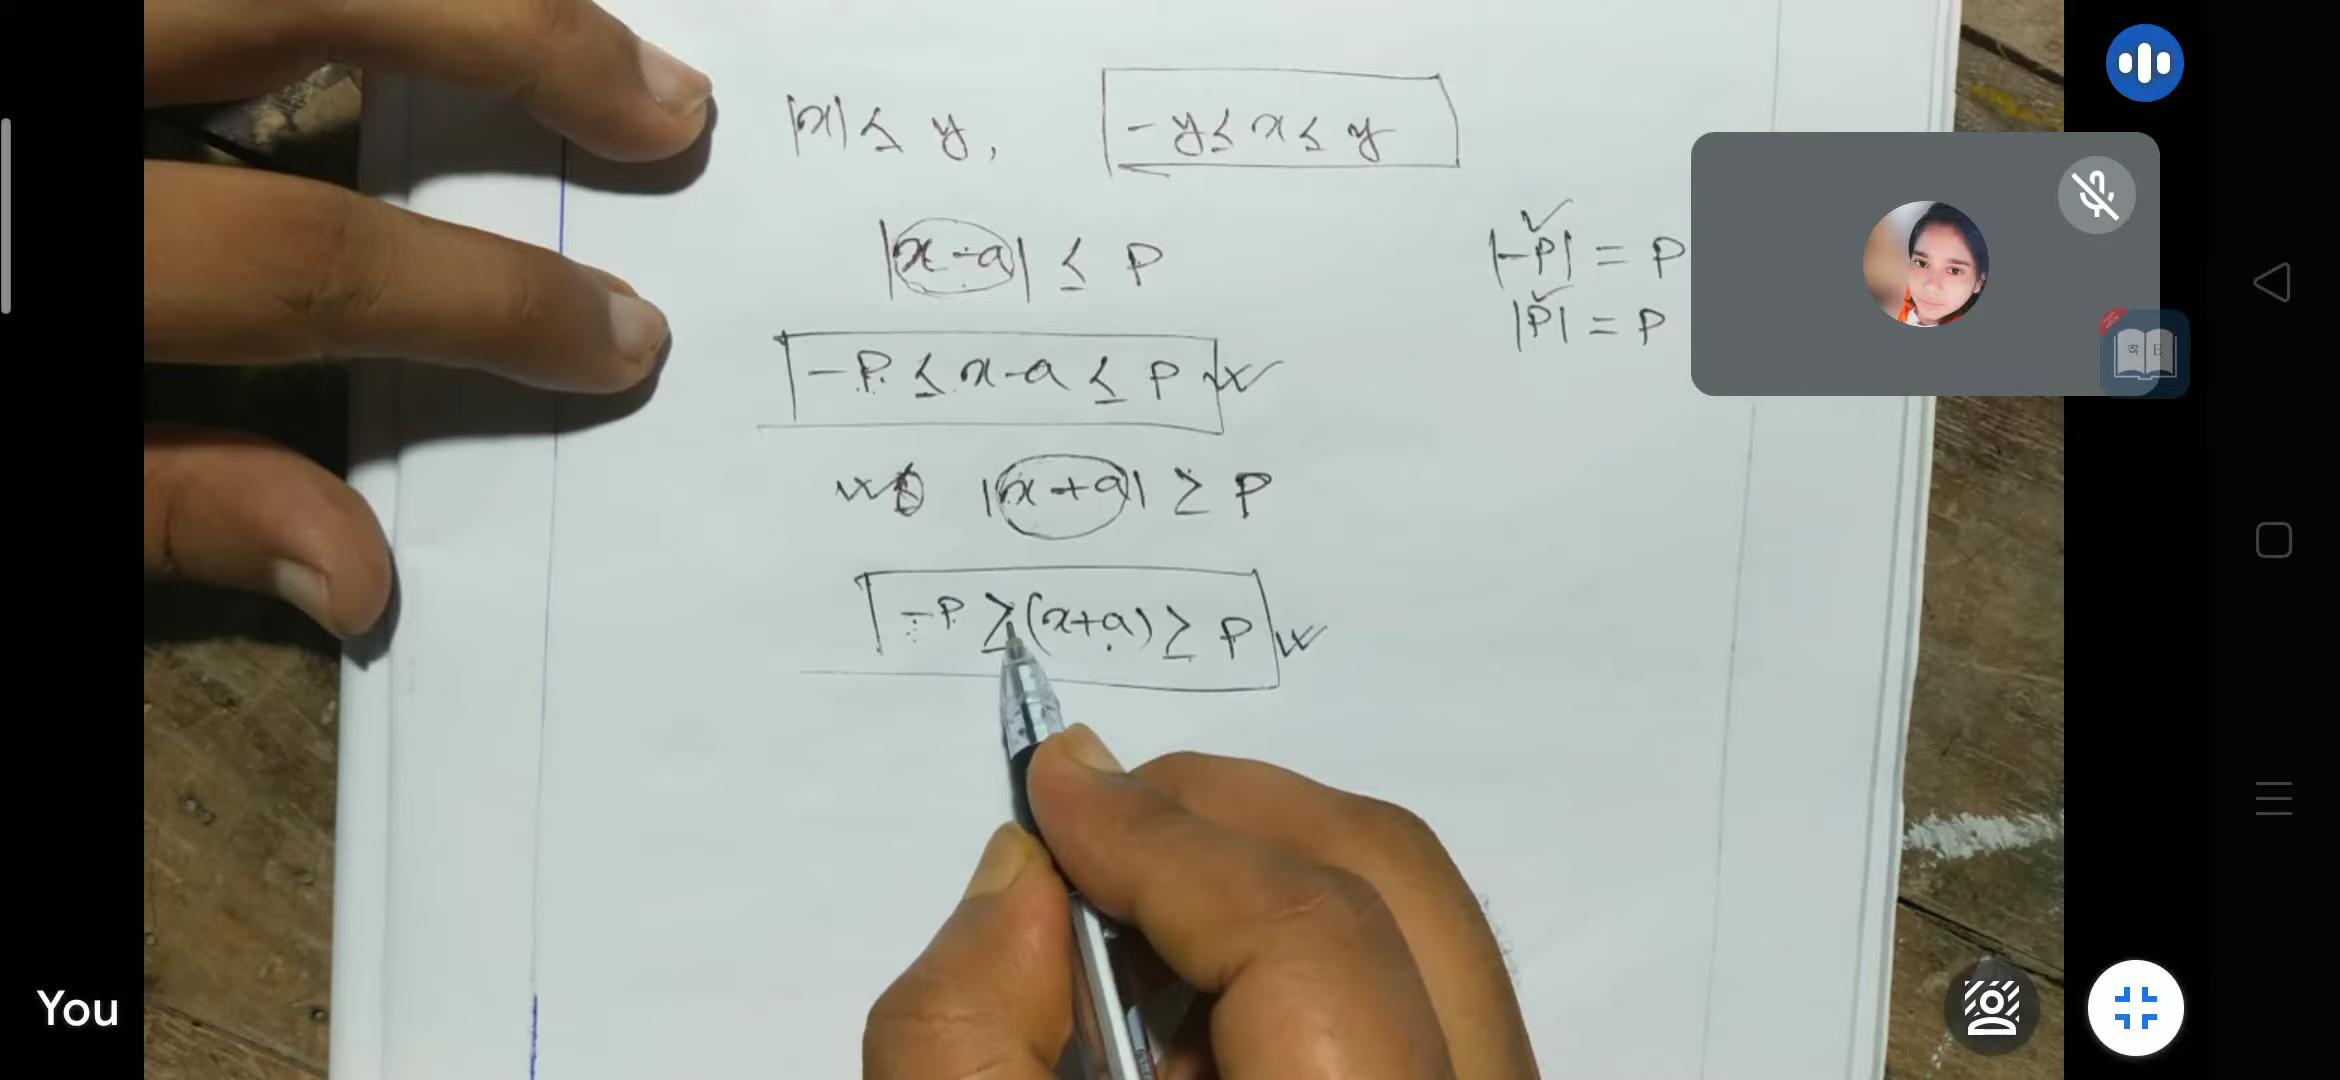 |x| ≤ y, -y ≤ x ≤ y
|x-a| ≤ P
|-P| = P
|P| = P
-P ≤ x-a ≤ P
|x+a| ≥ P
-P ≥ (x+a) ≥ P
You